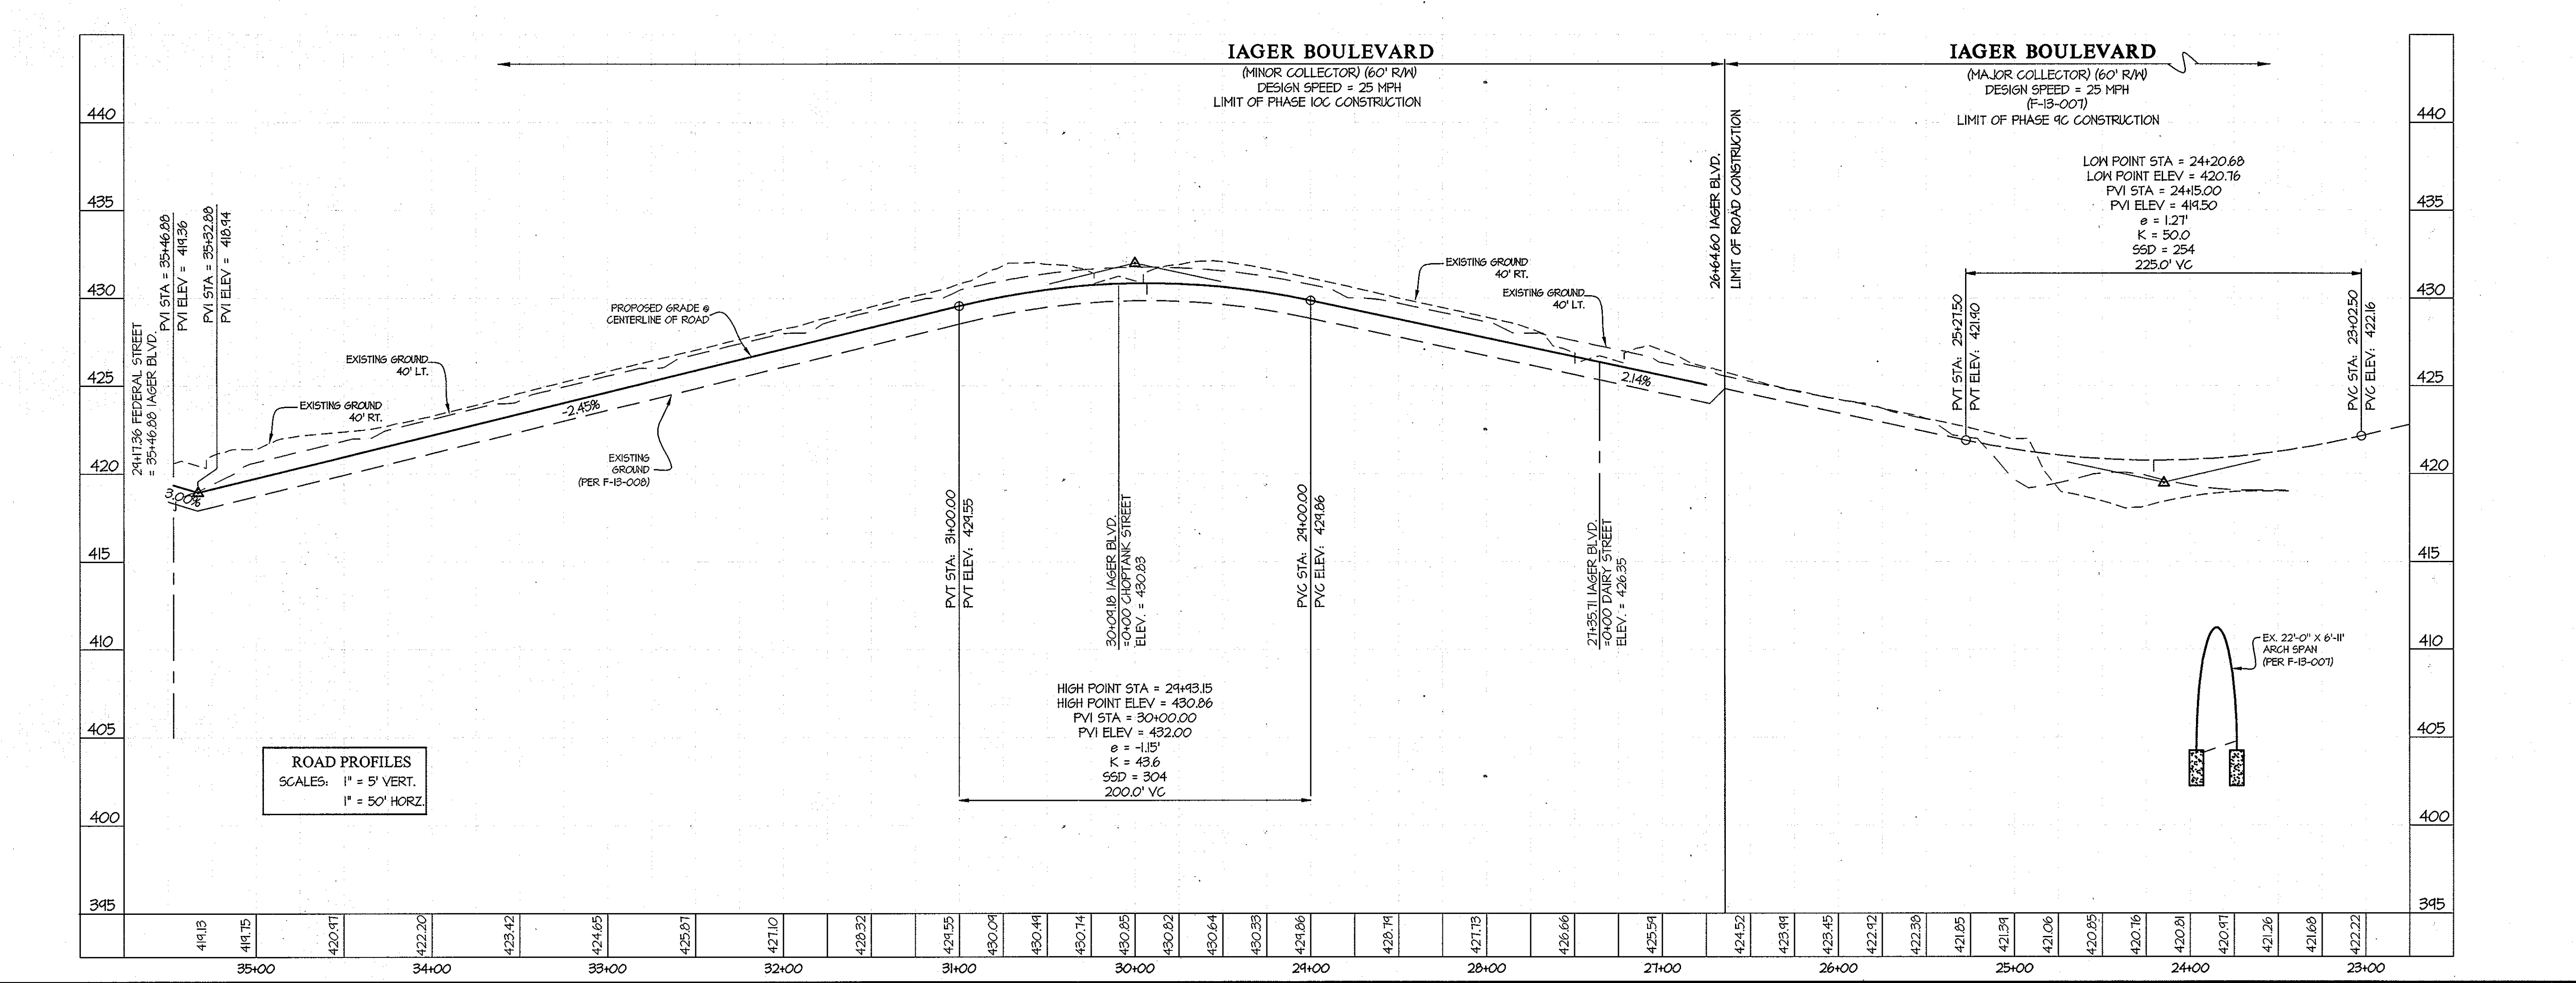 IAGER BOULEVARD
(MINOR COLLECTOR) (60' R/W)
DESIGN SPEED = 25 MPH
LIMIT OF PHASE 10C CONSTRUCTION
IAGER BOULEVARD
(MAJOR COLLECTOR) (60' R/W)
DESIGN SPEED = 25 MPH
(F-13-007)
LIMIT OF PHASE 9C CONSTRUCTION
440
435
430
425
420
415
410
405
400
395
440
435
430
425
420
415
410
405
400
395
29+17.36 FEDERAL STREET
= 35+46.88 IAGER BLVD.
PVI STA = 35+46.88
PVI ELEV = 419.36
PVI STA = 35+32.88
PVI ELEV = 418.94
3.00%
EXISTING GROUND
40' RT.
EXISTING GROUND
40' LT.
-2.45%
PROPOSED GRADE @
CENTERLINE OF ROAD
EXISTING
GROUND
(PER F-13-008)
PVT STA: 31+00.00
PVT ELEV: 429.55
30+09.18 IAGER BLVD.
=0+00 CHOPTANK STREET
ELEV. = 430.83
PVC STA: 29+00.00
PVC ELEV: 429.86
HIGH POINT STA = 29+93.15
HIGH POINT ELEV = 430.86
PVI STA = 30+00.00
PVI ELEV = 432.00
e = -1.15'
K = 43.6
SSD = 304
200.0' VC
EXISTING GROUND
40' RT.
EXISTING GROUND
40' LT.
2.14%
27+35.71 IAGER BLVD.
=0+00 DAIRY STREET
ELEV. = 426.35
26+64.60 IAGER BLVD.
LIMIT OF ROAD CONSTRUCTION
LOW POINT STA = 24+20.68
LOW POINT ELEV = 420.76
PVI STA = 24+15.00
PVI ELEV = 419.50
e = 1.27'
K = 50.0
SSD = 254
225.0' VC
PVT STA: 25+27.50
PVT ELEV: 421.90
PVC STA: 23+02.50
PVC ELEV: 422.16
EX. 22'-0" X 6'-11"
ARCH SPAN
(PER F-13-007)
ROAD PROFILES
SCALES: 1" = 5' VERT.
1" = 50' HORZ.
419.13 419.75 420.97 422.20 423.42 424.65 425.87 427.10 428.32 429.55 430.09 430.49 430.74 430.85 430.82 430.64 430.33 429.86 428.79 427.73 426.66 425.59 424.52 423.99 423.45 422.92 422.38 421.85 421.39 421.06 420.85 420.76 420.81 420.97 421.26 421.68 422.22
35+00 34+00 33+00 32+00 31+00 30+00 29+00 28+00 27+00 26+00 25+00 24+00 23+00